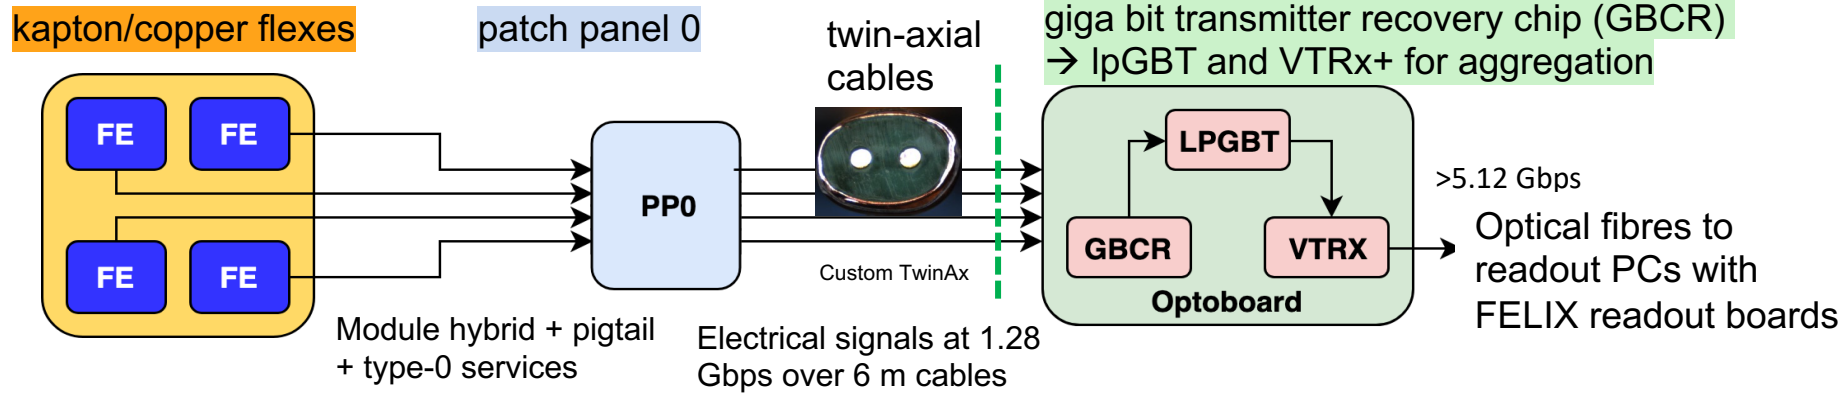 kapton/copper flexes
patch panel 0
twin-axial
cables
giga bit transmitter recovery chip (GBCR)
→ lpGBT and VTRx+ for aggregation
FE
FE
FE
FE
PP0
LPGBT
GBCR
VTRX
Optoboard
Custom TwinAx
>5.12 Gbps
Optical fibres to
readout PCs with
FELIX readout boards
Module hybrid + pigtail
+ type-0 services
Electrical signals at 1.28
Gbps over 6 m cables